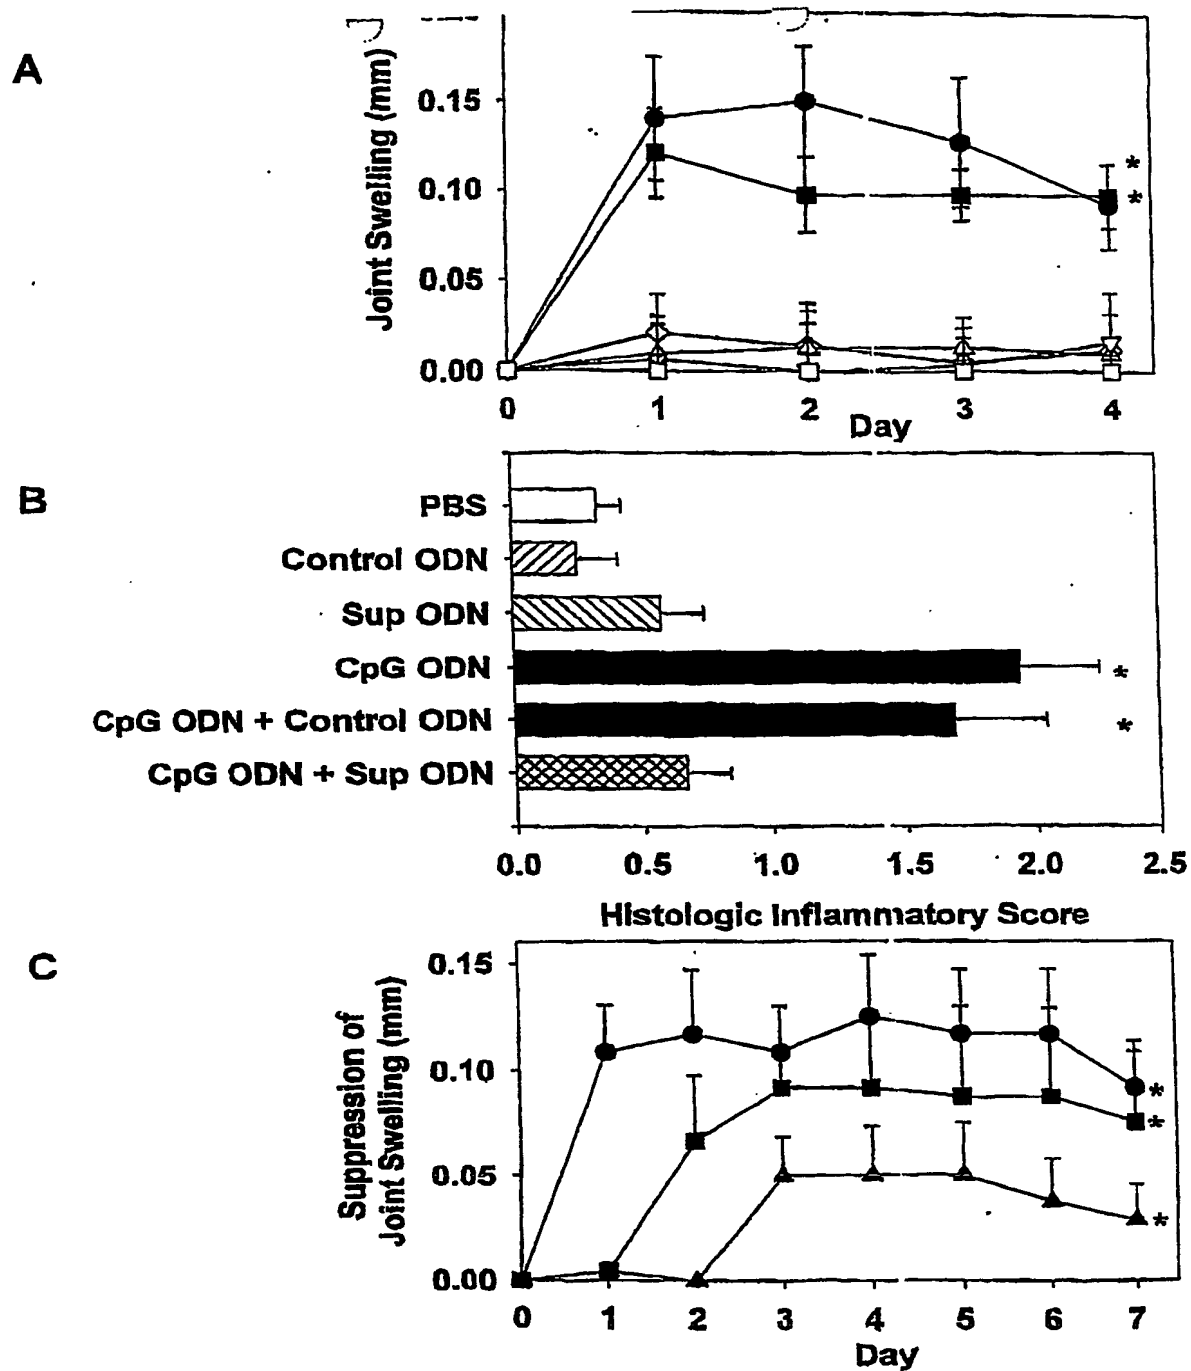 A
Joint Swelling (mm)
0.15
0.10
0.05
0.00
*
*
0 1 2 3 4
Day
B
PBS
Control ODN
Sup ODN
CpG ODN
*
CpG ODN + Control ODN
*
CpG ODN + Sup ODN
0.0 0.5 1.0 1.5 2.0 2.5
Histologic Inflammatory Score
C
Suppression of
Joint Swelling (mm)
0.15
0.10
0.05
0.00
*
*
*
0 1 2 3 4 5 6 7
Day